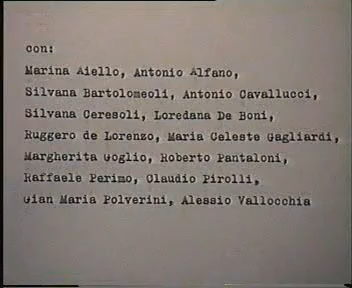 con:
Marina Aiello, Antonio Alfano,
Silvana Bartolomeoli, Antonio Cavallucci,
Silvana Ceresoli, Loredana De Boni,
Ruggero de Lorenzo, Maria Celeste Gagliardi,
Margherita Goglio, Roberto Pantaloni,
Raffaele Perimo, Claudio Pirolli,
Gian Maria Polverini, Alessio Vallocchia